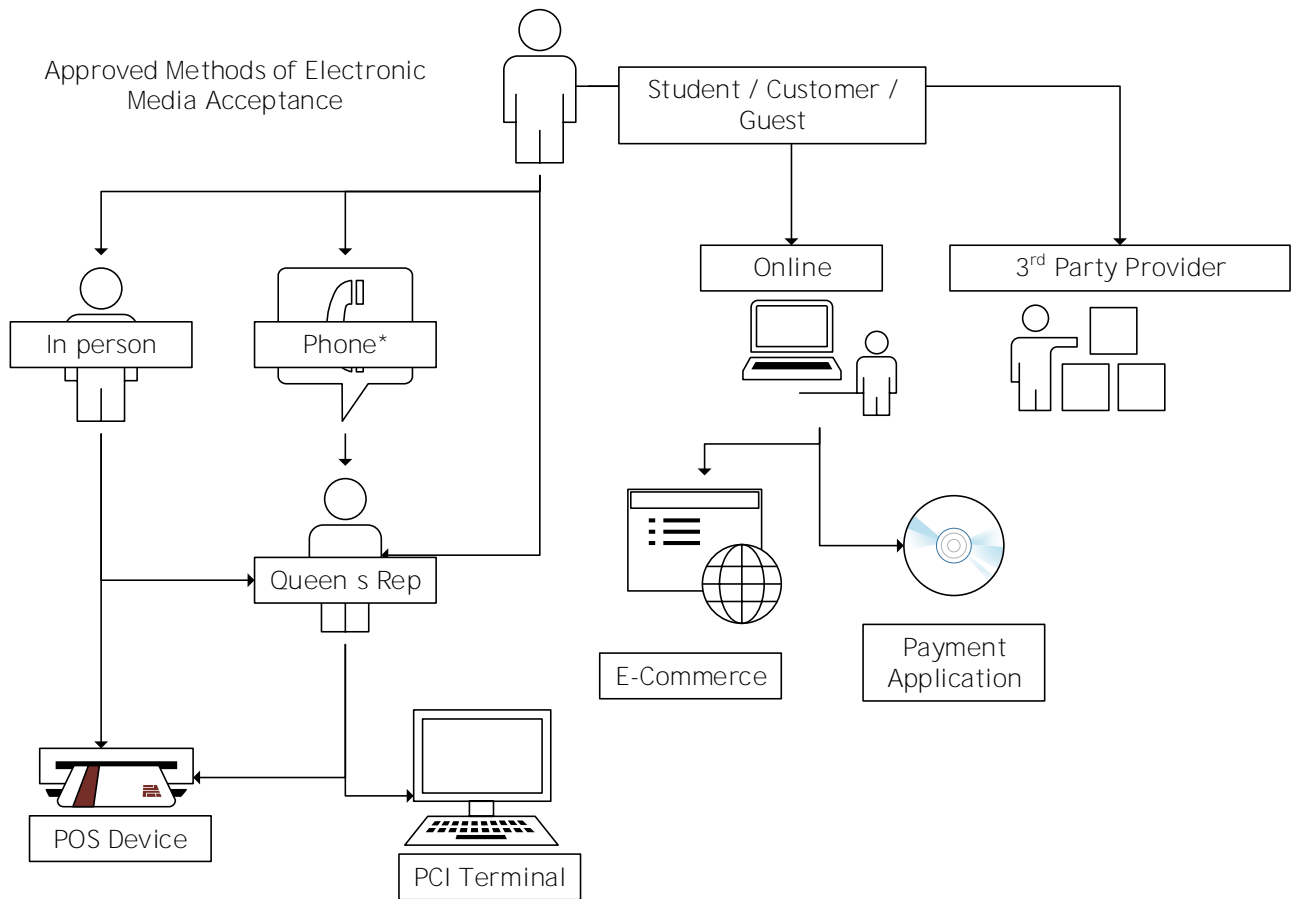 Approved Methods of Electronic
Media Acceptance
Student / Customer /
Guest
Online
3rd Party Provider
In person
Phone*
Queen s Rep
E-Commerce
Payment
Application
POS Device
PCI Terminal